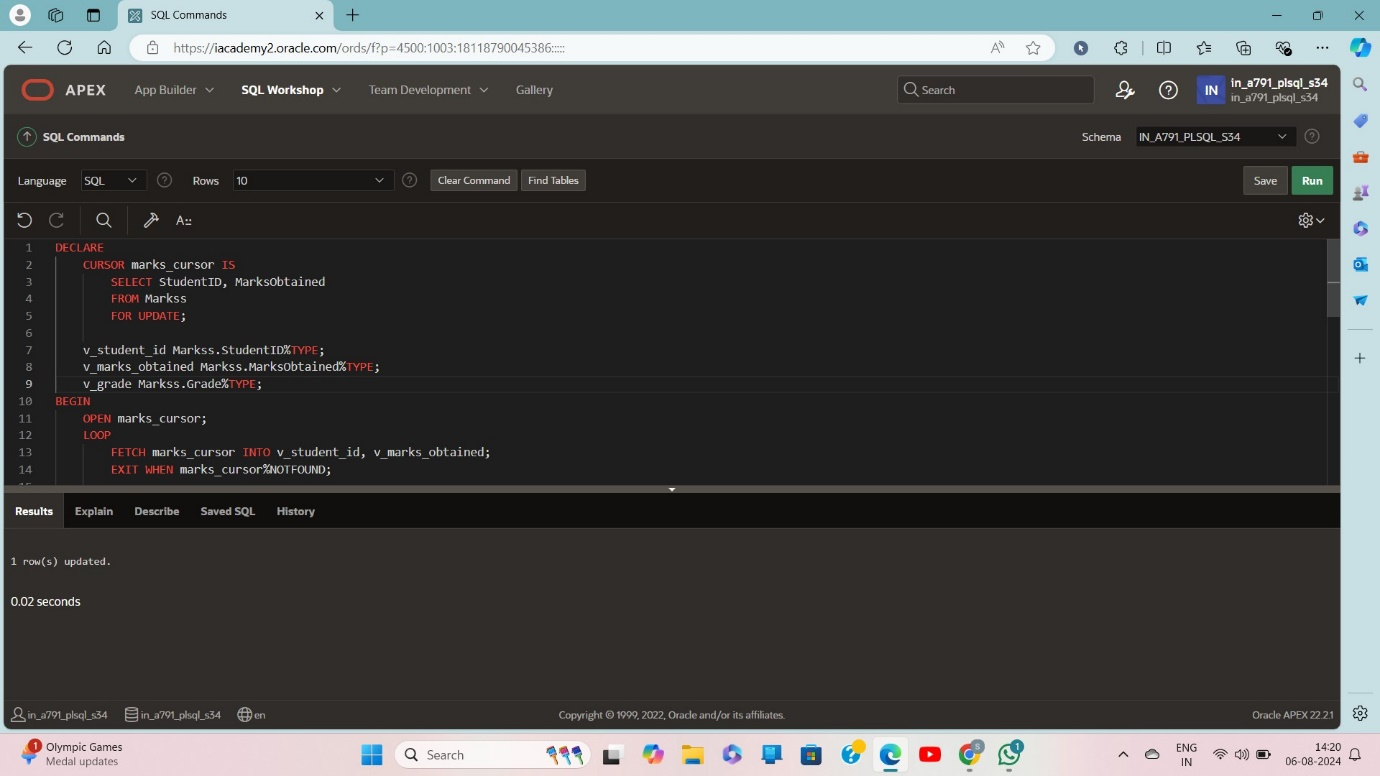 SQL Commands
https://iacademy2.oracle.com/ords/f?p=4500:1003:18118790045386:::::
APEX App Builder SQL Workshop Team Development Gallery Search IN in_a791_plsql_s34
in_a791_plsql_s34
SQL Commands Schema IN_A791_PLSQL_S34
Language SQL Rows 10 Clear Command Find Tables Save Run
A::
1 DECLARE
2 CURSOR marks_cursor IS
3 SELECT StudentID, MarksObtained
4 FROM Markss
5 FOR UPDATE;
6
7 v_student_id Markss.StudentID%TYPE;
8 v_marks_obtained Markss.MarksObtained%TYPE;
9 v_grade Markss.Grade%TYPE;
10 BEGIN
11 OPEN marks_cursor;
12 LOOP
13 FETCH marks_cursor INTO v_student_id, v_marks_obtained;
14 EXIT WHEN marks_cursor%NOTFOUND;
Results Explain Describe Saved SQL History
1 row(s) updated.
0.02 seconds
in_a791_plsql_s34 in_a791_plsql_s34 en Copyright © 1999, 2022, Oracle and/or its affiliates. Oracle APEX 22.2.1
1 Olympic Games
Medal updates
Search
S
1
ENG
IN
14:20
06-08-2024